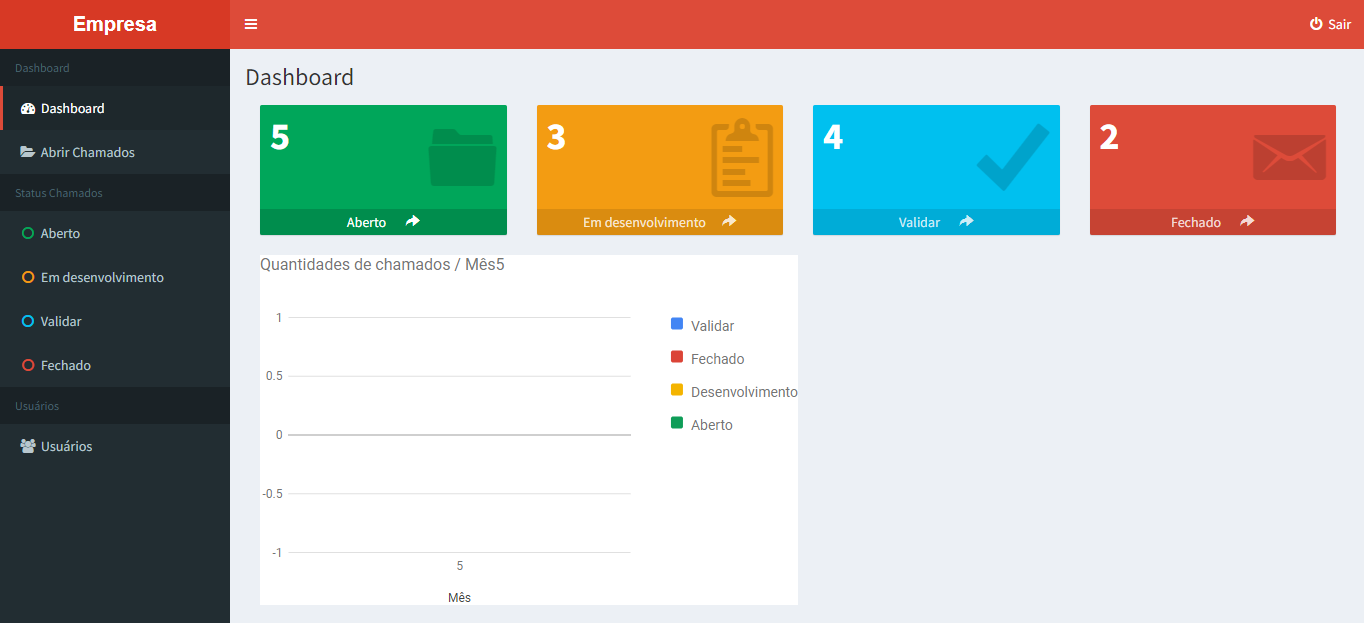 Empresa
Sair
Dashboard
Dashboard
Abrir Chamados
Status Chamados
Aberto
Em desenvolvimento
Validar
Fechado
Usuários
Usuários
Dashboard
5
Aberto
3
Em desenvolvimento
4
Validar
2
Fechado
Quantidades de chamados / Mês5
1
0.5
0
-0.5
-1
5
Mês
Validar
Fechado
Desenvolvimento
Aberto